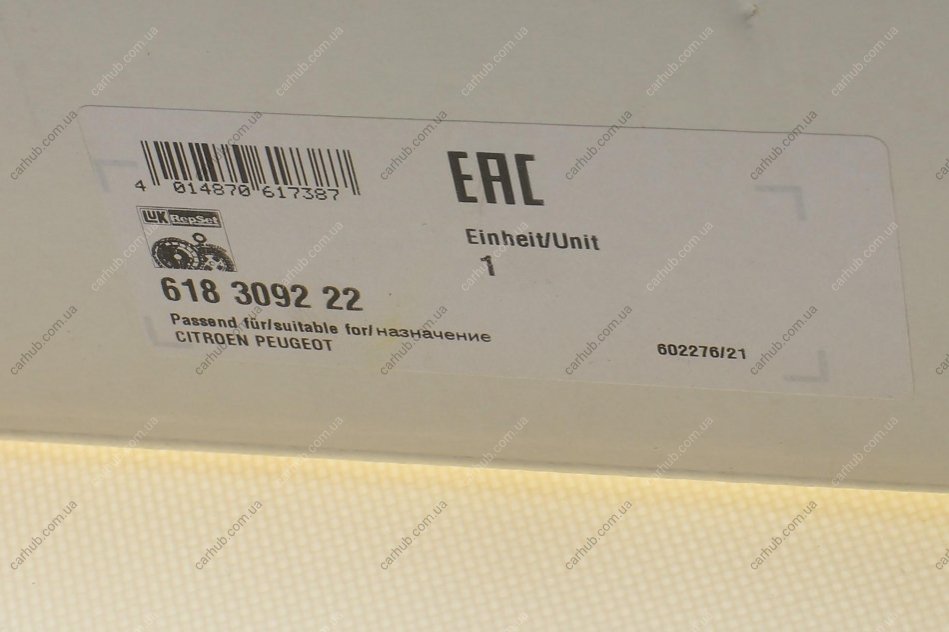 4 014870 617387
EAC
LUK RepSet
Einheit/Unit
1
618 3092 22
Passend für/suitable for/назначение
CITROEN PEUGEOT
602276/21
carhub.com.ua